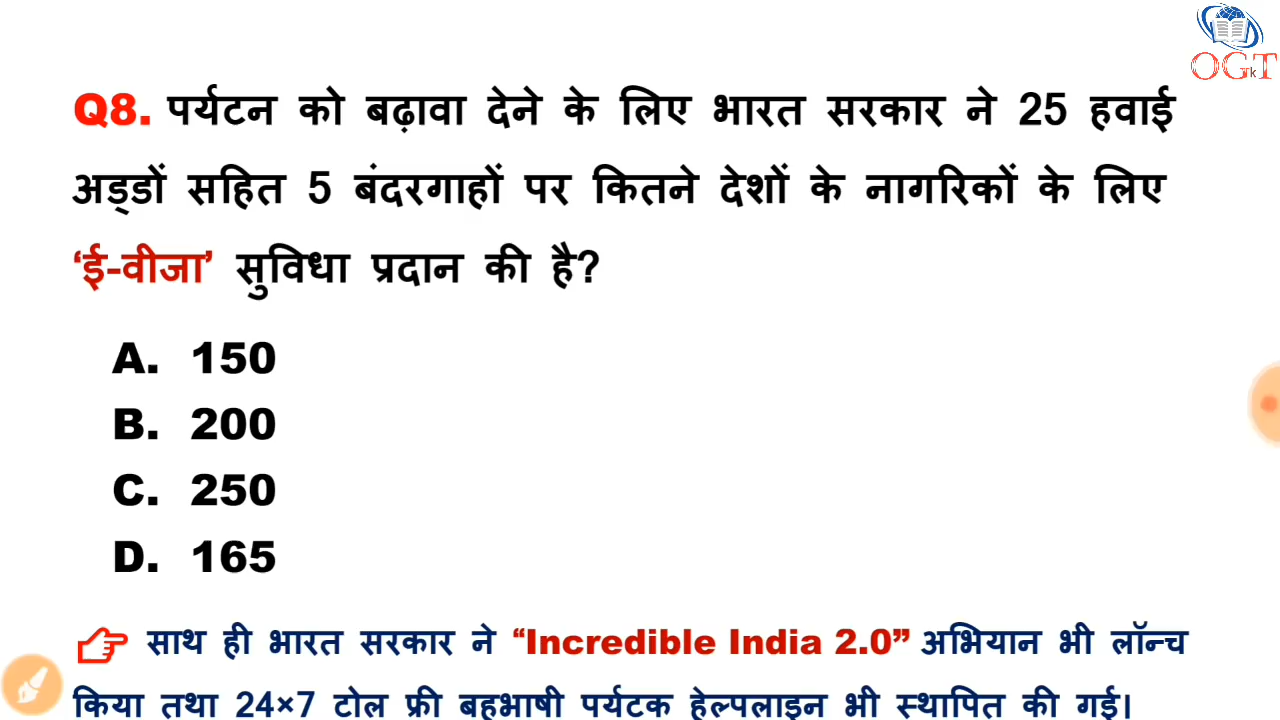 OGT
k
Q8. पर्यटन को बढ़ावा देने के लिए भारत सरकार ने 25 हवाई
अड्डों सहित 5 बंदरगाहों पर कितने देशों के नागरिकों के लिए
‘ई-वीजा’ सुविधा प्रदान की है?
A. 150
B. 200
C. 250
D. 165
साथ ही भारत सरकार ने “Incredible India 2.0” अभियान भी लॉन्च
किया तथा 24×7 टोल फ्री बहुभाषी पर्यटक हेल्पलाइन भी स्थापित की गई।